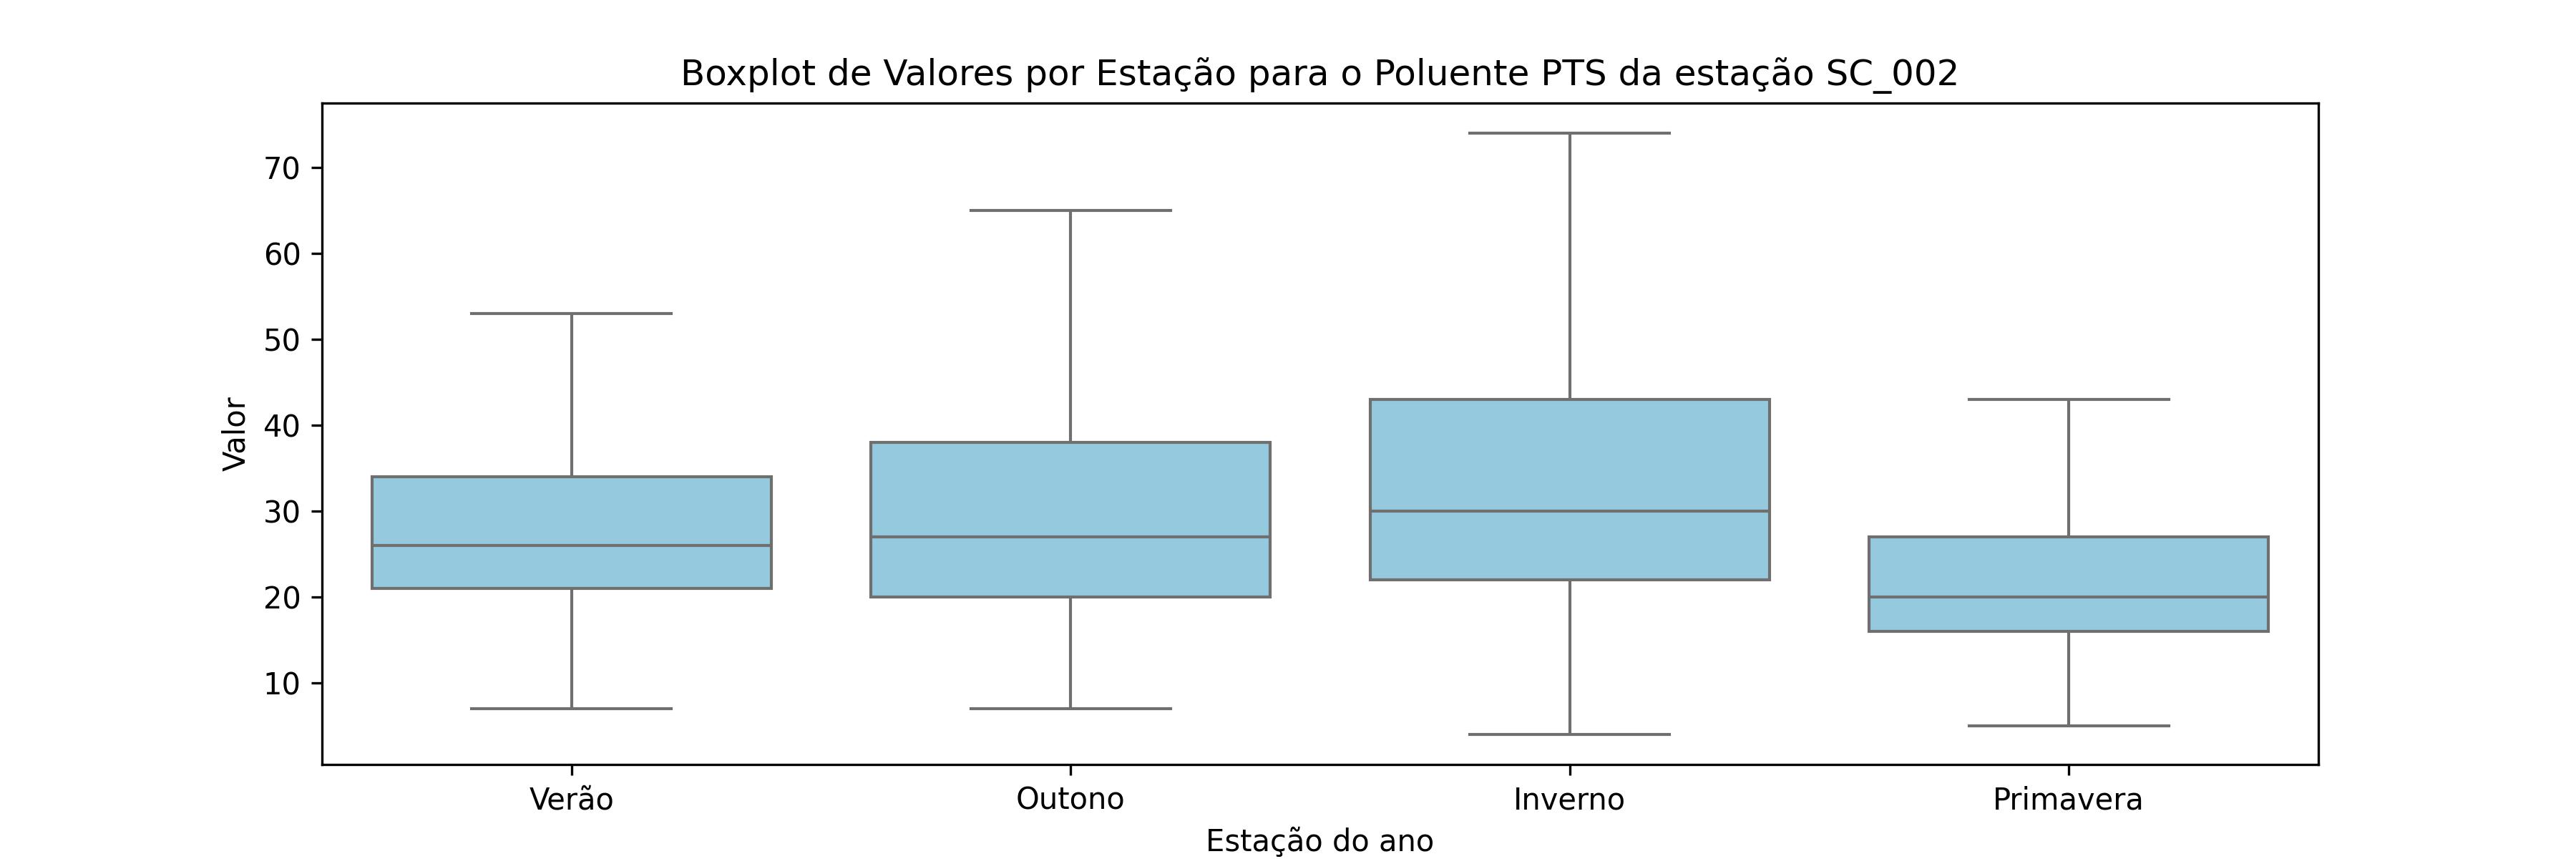 Boxplot de Valores por Estação para o Poluente PTS da estação SC_002
Valor
70
60
50
40
30
20
10
Verão
Outono
Inverno
Primavera
Estação do ano